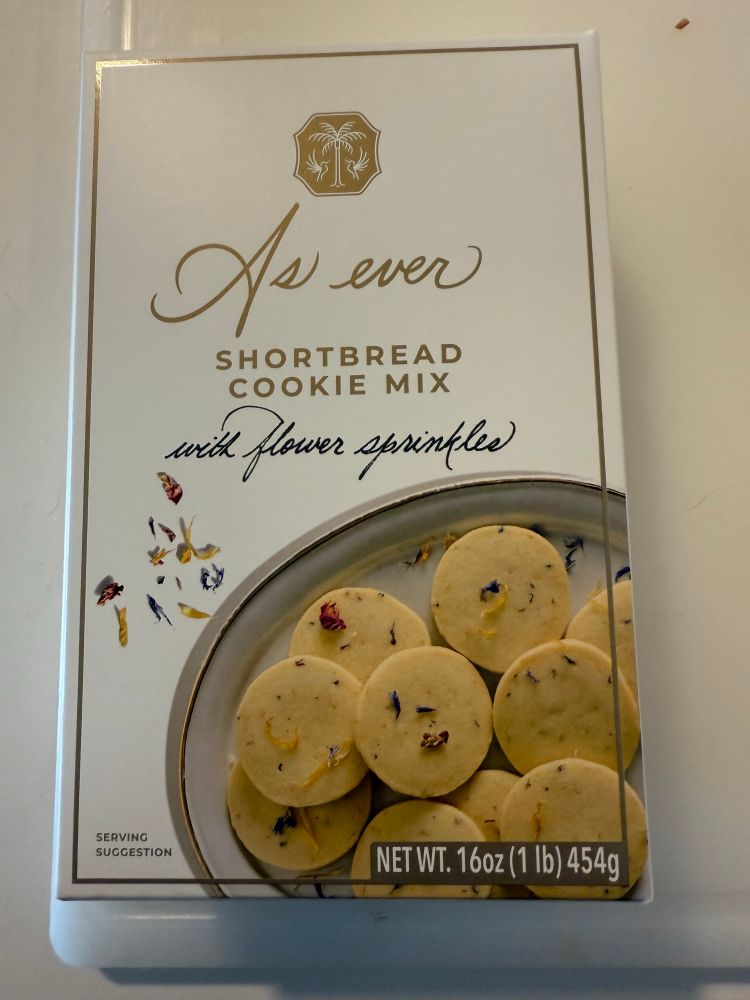 As ever
SHORTBREAD
COOKIE MIX
with flower sprinkles
SERVING
SUGGESTION
NET WT. 16oz (1 lb) 454g